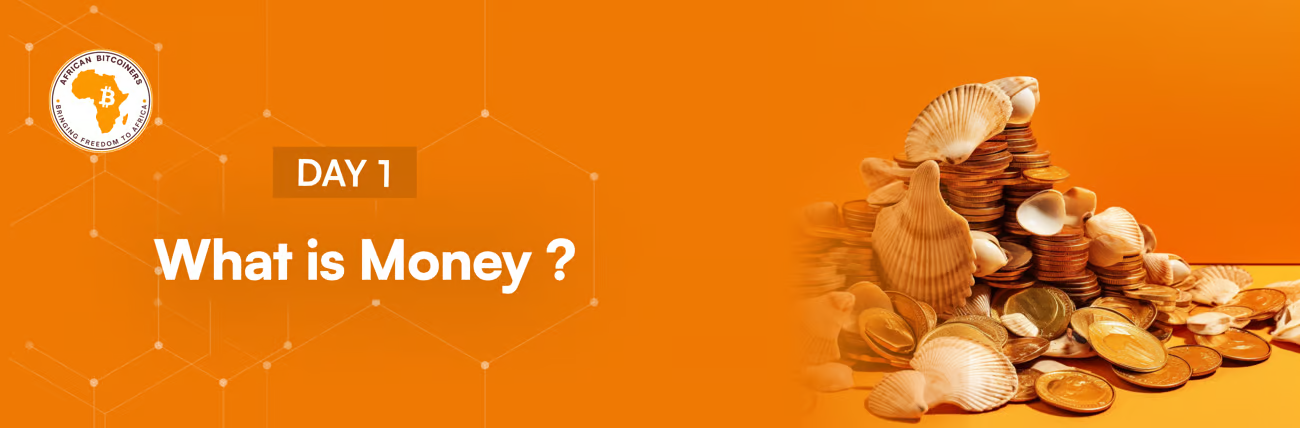 AFRICAN BITCOINERS
BRINGING FREEDOM TO AFRICA
DAY 1
What is Money ?